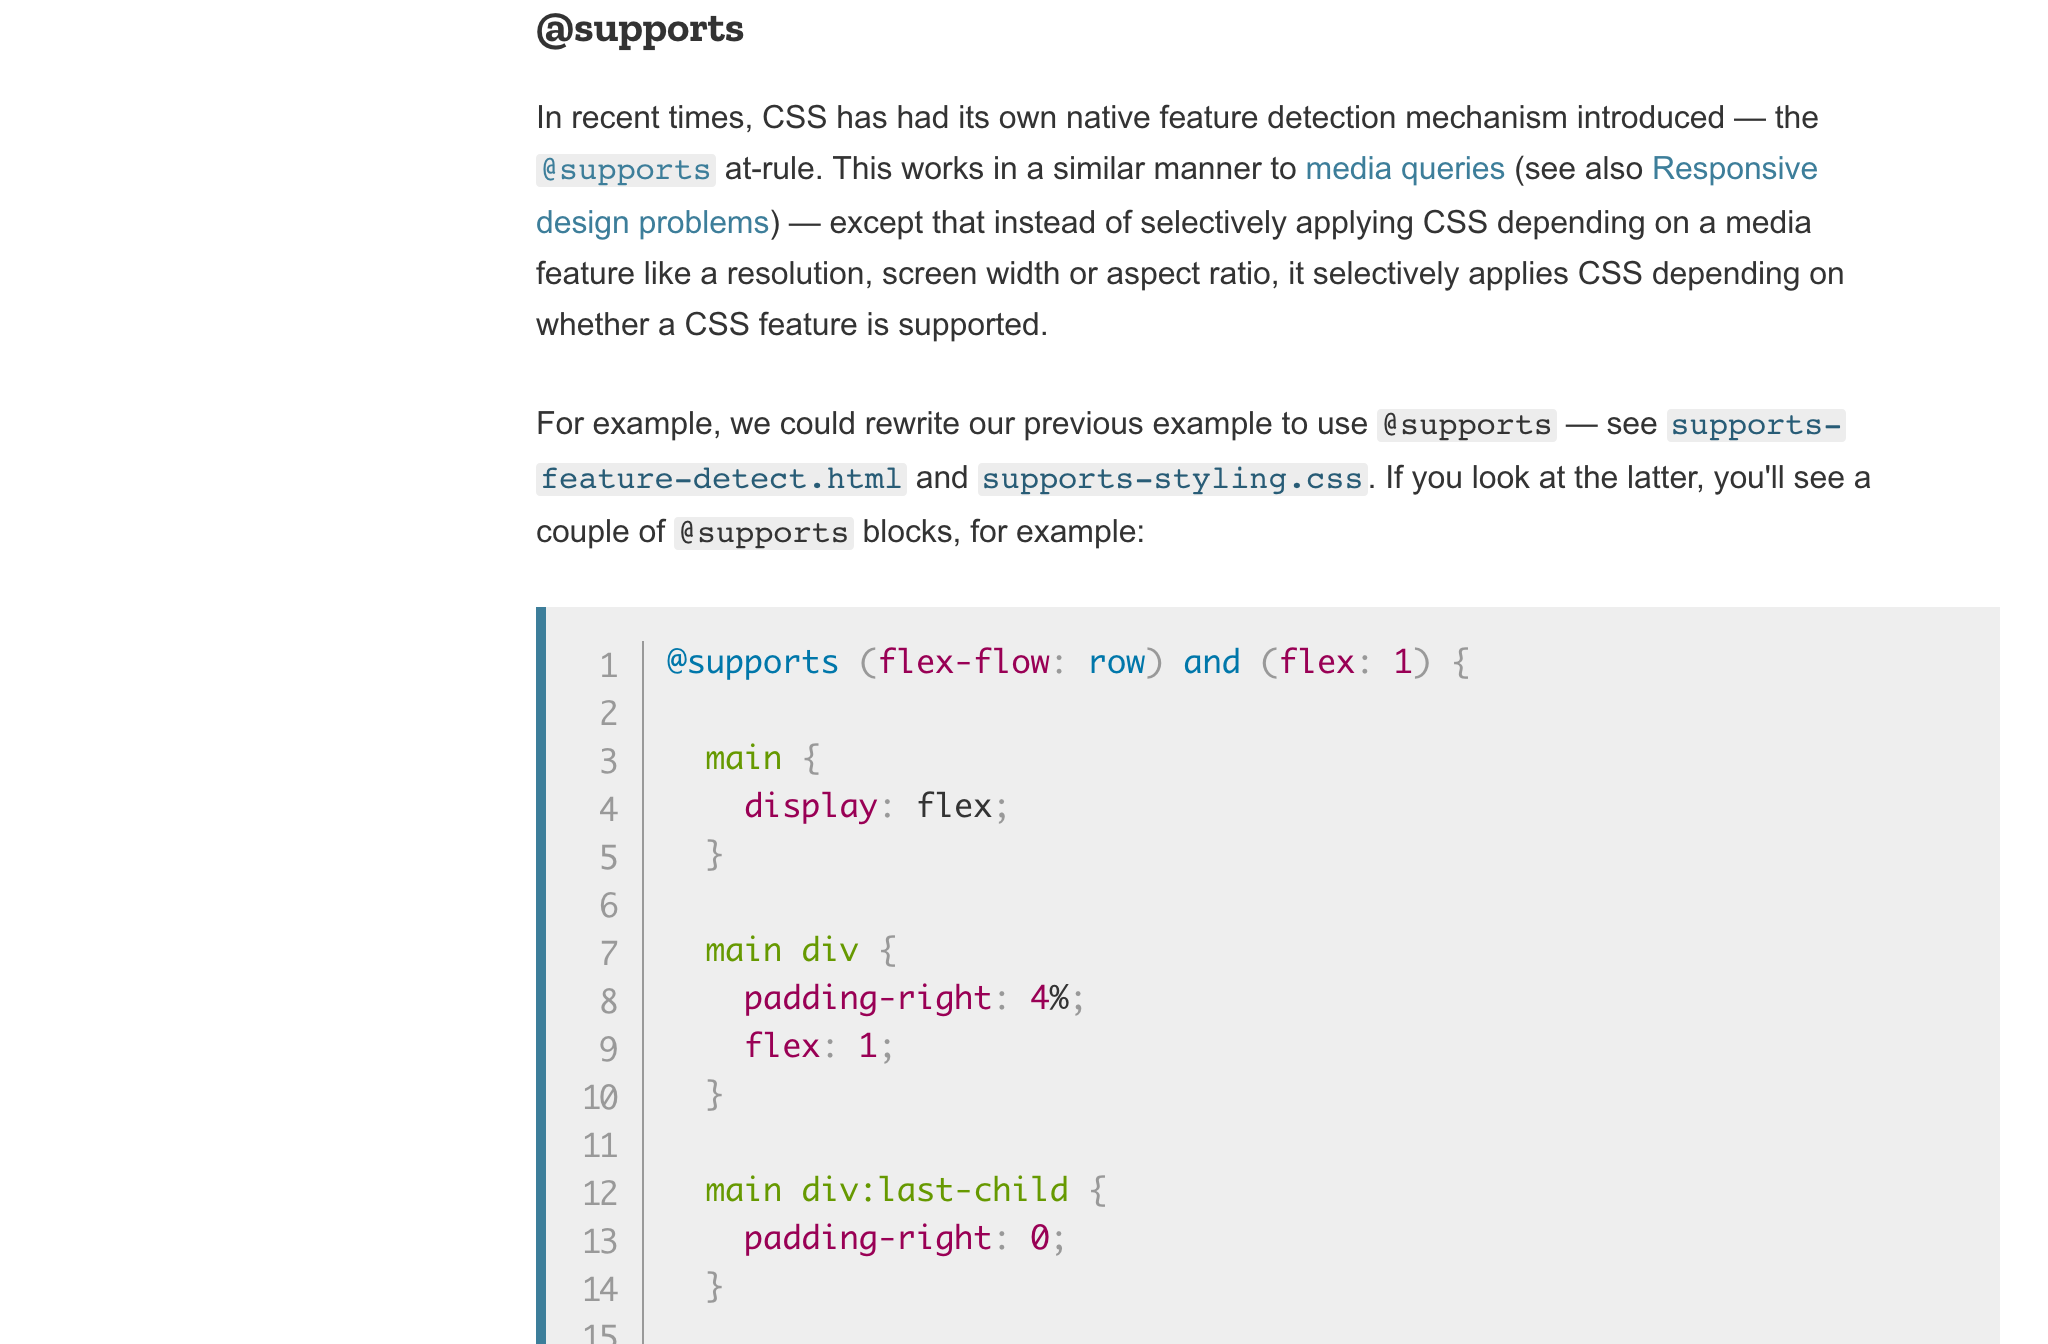 @supports
In recent times, CSS has had its own native feature detection mechanism introduced — the
@supports at-rule. This works in a similar manner to media queries (see also Responsive
design problems) — except that instead of selectively applying CSS depending on a media
feature like a resolution, screen width or aspect ratio, it selectively applies CSS depending on
whether a CSS feature is supported.
For example, we could rewrite our previous example to use @supports — see supports-
feature-detect.html and supports-styling.css. If you look at the latter, you'll see a
couple of @supports blocks, for example:
1 @supports (flex-flow: row) and (flex: 1) {
2
3   main {
4     display: flex;
5   }
6
7   main div {
8     padding-right: 4%;
9     flex: 1;
10   }
11
12   main div:last-child {
13     padding-right: 0;
14   }
15